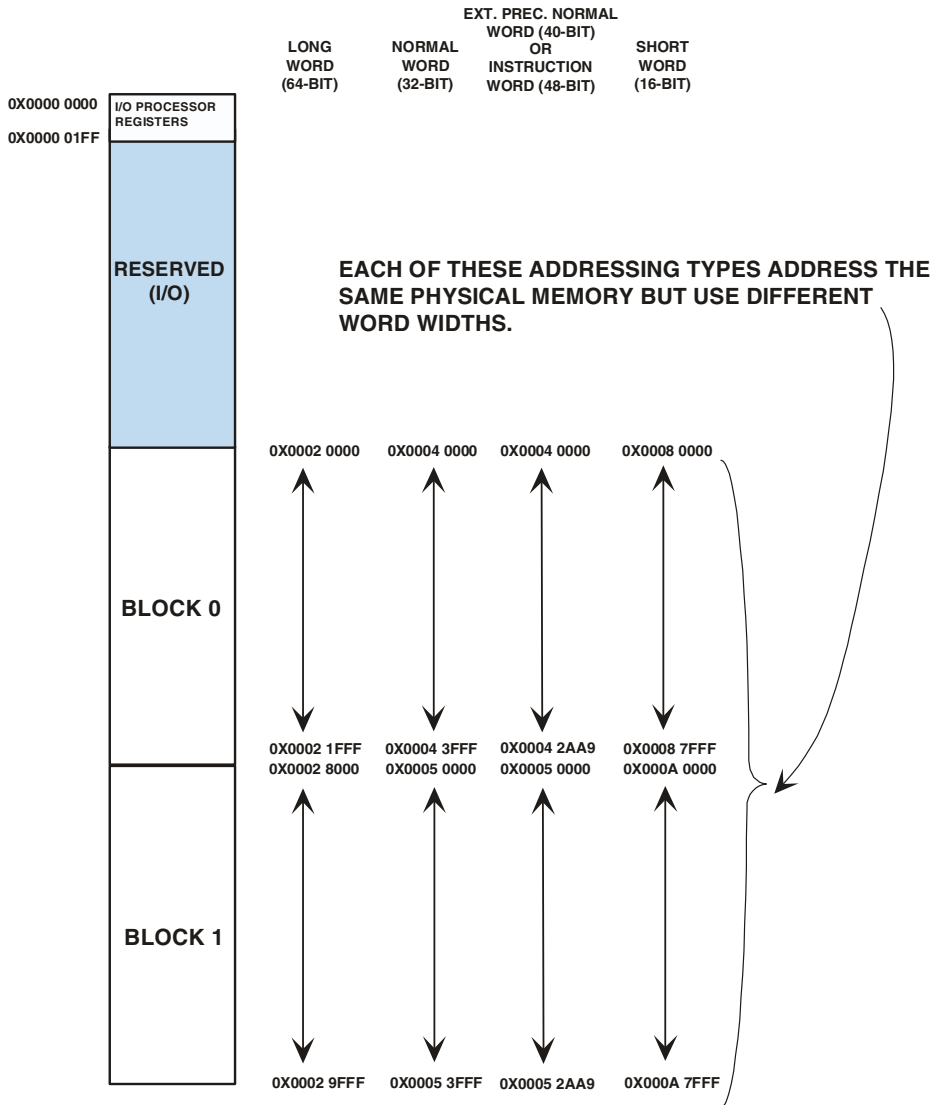 LONG
WORD
(64-BIT)
NORMAL
WORD
(32-BIT)
EXT. PREC. NORMAL
WORD (40-BIT)
OR
INSTRUCTION
WORD (48-BIT)
SHORT
WORD
(16-BIT)
0X0000 0000
I/O PROCESSOR
REGISTERS
0X0000 01FF
RESERVED
(I/O)
EACH OF THESE ADDRESSING TYPES ADDRESS THE
SAME PHYSICAL MEMORY BUT USE DIFFERENT
WORD WIDTHS.
0X0002 0000 0X0004 0000 0X0004 0000 0X0008 0000
BLOCK 0
0X0002 1FFF 0X0004 3FFF 0X0004 2AA9 0X0008 7FFF
0X0002 8000 0X0005 0000 0X0005 0000 0X000A 0000
BLOCK 1
0X0002 9FFF 0X0005 3FFF 0X0005 2AA9 0X000A 7FFF